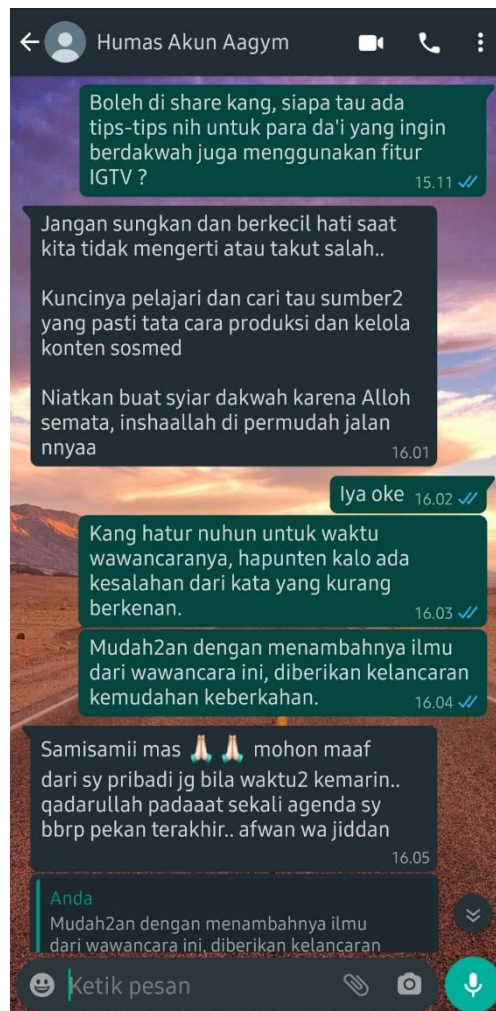 Humas Akun Aagym
Boleh di share kang, siapa tau ada
tips-tips nih untuk para da'i yang ingin
berdakwah juga menggunakan fitur
IGTV ?
15.11
Jangan sungkan dan berkecil hati saat
kita tidak mengerti atau takut salah..
Kuncinya pelajari dan cari tau sumber2
yang pasti tata cara produksi dan kelola
konten sosmed
Niatkan buat syiar dakwah karena Alloh
semata, inshaallah di permudah jalan
nnyaa
16.01
Iya oke 16.02
Kang hatur nuhun untuk waktu
wawancaranya, hapunten kalo ada
kesalahan dari kata yang kurang
berkenan.
16.03
Mudah2an dengan menambahnya ilmu
dari wawancara ini, diberikan kelancaran
kemudahan keberkahan.
16.04
Samisamii mas 🙏🏻 🙏🏻 mohon maaf
dari sy pribadi jg bila waktu2 kemarin..
qadarullah padaaat sekali agenda sy
bbrp pekan terakhir.. afwan wa jiddan
16.05
Anda
Mudah2an dengan menambahnya ilmu
dari wawancara ini, diberikan kelancaran
Ketik pesan